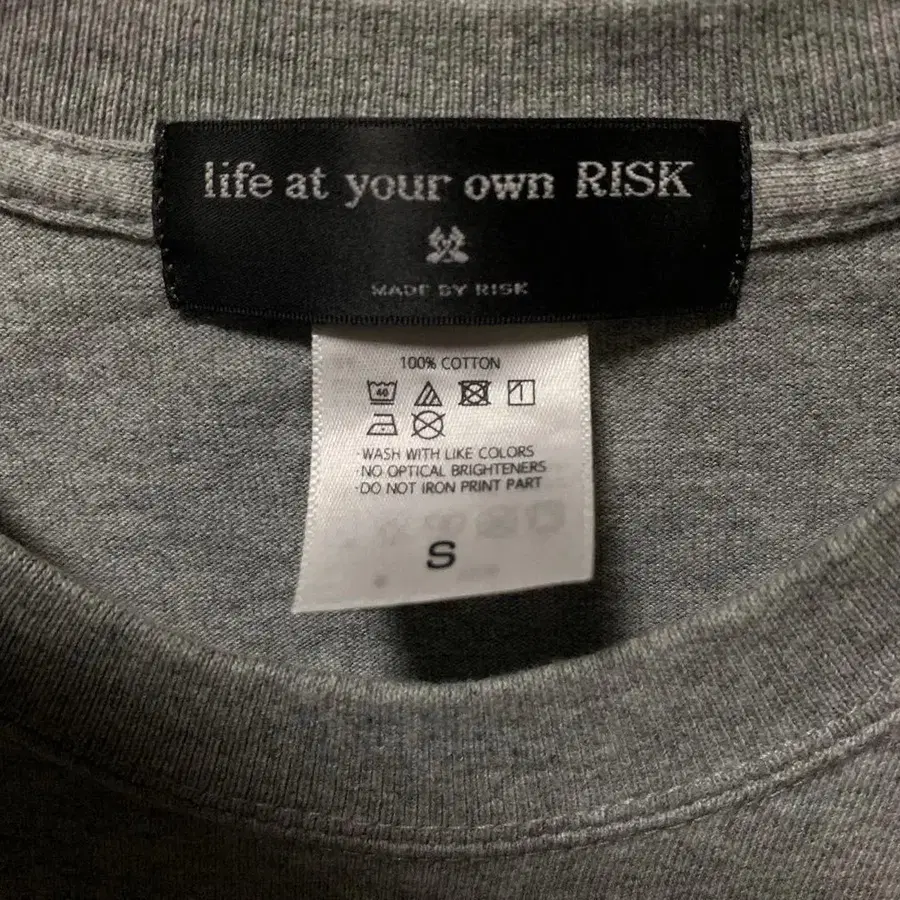 life at your own RISK
MADE BY RISK
100% COTTON
40
·WASH WITH LIKE COLORS
·NO OPTICAL BRIGHTENERS
·DO NOT IRON PRINT PART
S